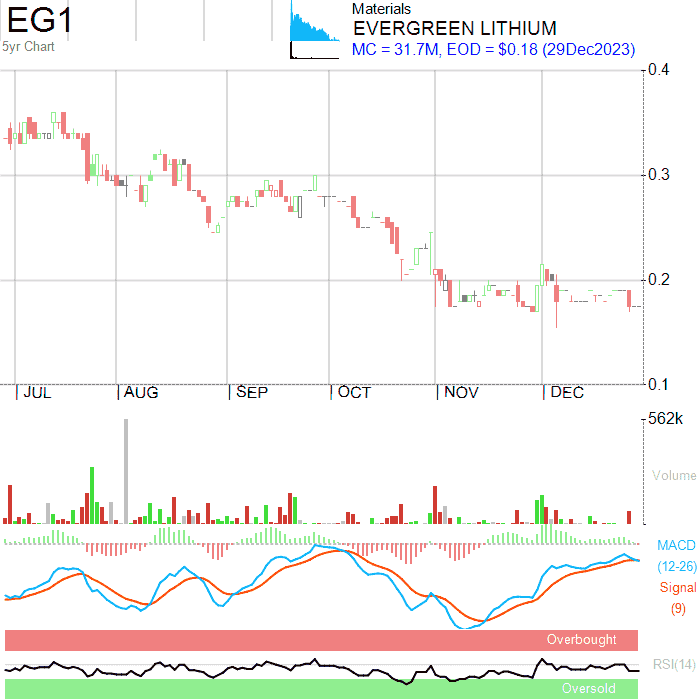 EG1
5yr Chart
Materials
EVERGREEN LITHIUM
MC = 31.7M, EOD = $0.18 (29Dec2023)
0.4
0.3
0.2
0.1
JUL AUG SEP OCT NOV DEC
562k
Volume
MACD
(12-26)
Signal
(9)
Overbought
RSI(14)
Oversold